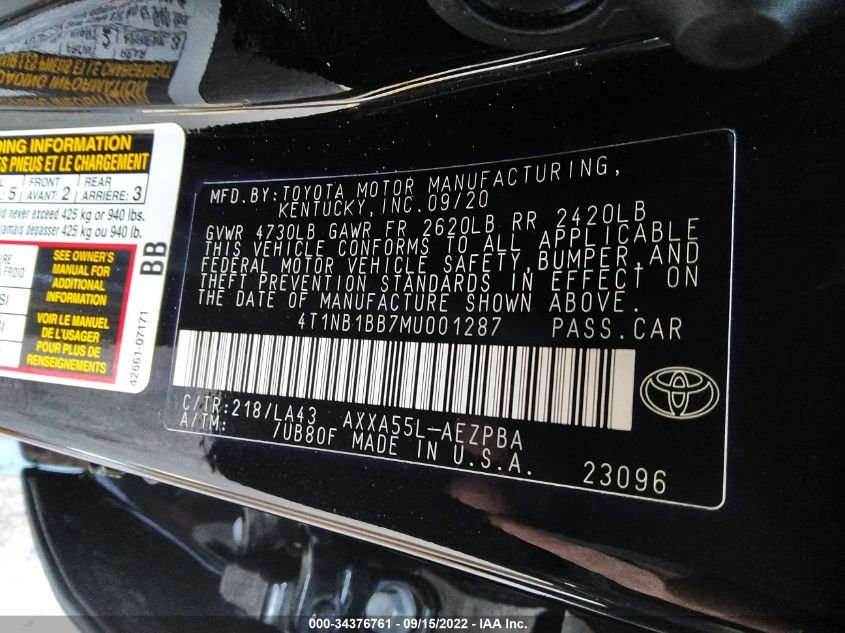 DING INFORMATION
ES PNEUS ET LE CHARGEMENT
5 FRONT AVANT: 2 REAR ARRIÈRE: 3
d never exceed 425 kg or 940 lbs.
jamais dépasser 425 kg ou 940 lb.
SEE OWNER'S
MANUAL FOR
ADDITIONAL
INFORMATION
VOIR LE MANUEL
DE L'USAGER
POUR PLUS DE
RENSEIGNEMENTS
BB
42661-07171
MFD.BY:TOYOTA MOTOR MANUFACTURING,
KENTUCKY,INC.09/20
GVWR 4730LB GAWR FR 2620LB RR 2420LB
THIS VEHICLE CONFORMS TO ALL APPLICABLE
FEDERAL MOTOR VEHICLE SAFETY,BUMPER,AND
THEFT PREVENTION STANDARDS IN EFFECT ON
THE DATE OF MANUFACTURE SHOWN ABOVE.
4T1NB1BB7MU001287 PASS.CAR
C/TR:218/LA43 AXXA55L-AEZPBA
A/TM: 7UB80F MADE IN U.S.A.
23096
000-34376761 - 09/15/2022 - IAA Inc.